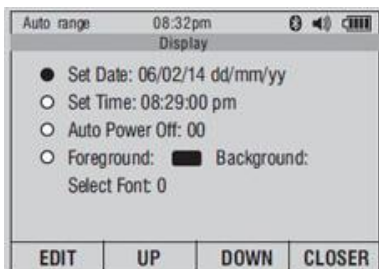 Auto range 08:32pm
Display
Set Date: 06/02/14 dd/mm/yy
Set Time: 08:29:00 pm
Auto Power Off: 00
Foreground: Background:
Select Font: 0
EDIT UP DOWN CLOSER